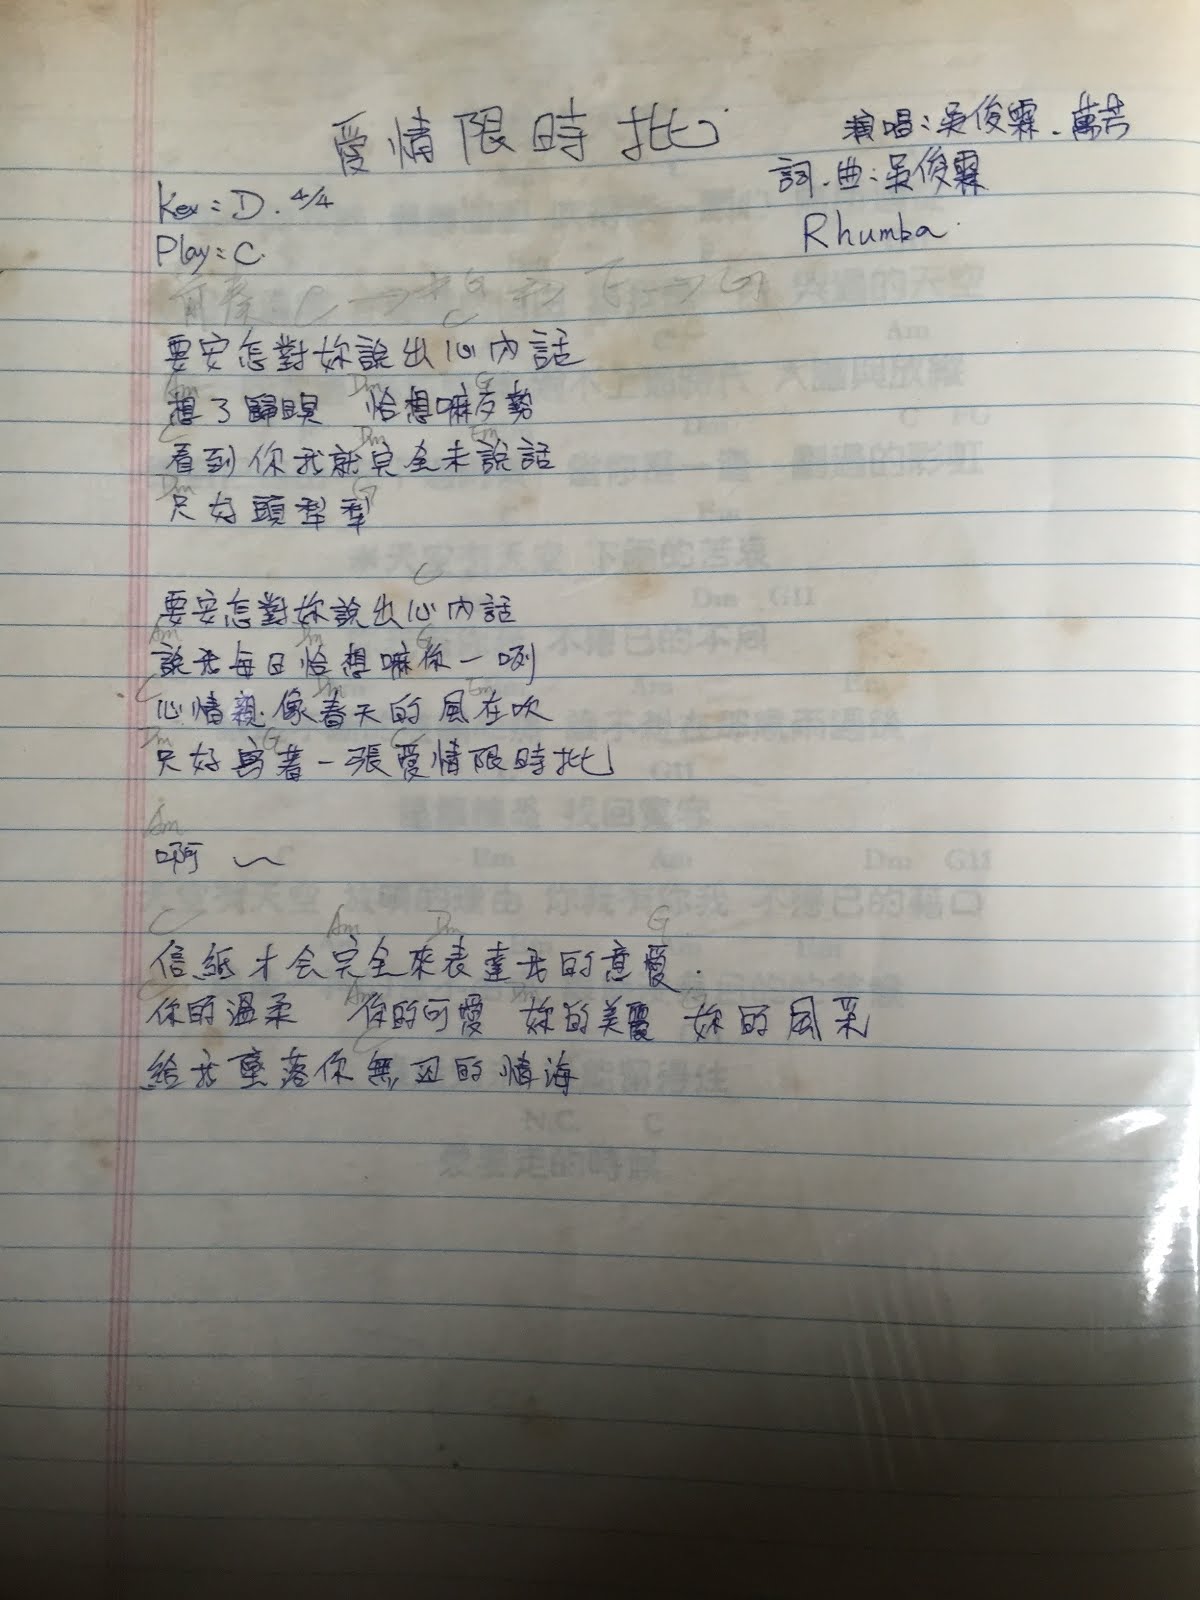 愛情限時批
演唱:吳俊霖.萬芳
詞.曲:吳俊霖
Key=D. 4/4
Play=C.
Rhumba.
前奏
C
要安怎對妳說出心內話
Am Dm G
想了歸瞑 恰想嘛歹勢
C Dm Em
看到你我就完全未說話
Dm G
只好頭犁犁
C
要安怎對妳說出心內話
Am Dm G
說我每日恰想嘛你一咧
C Dm Em
心情親像春天的風在吹
Dm G C
只好寫著一張愛情限時批
Am
啊 ~
C Am Dm G
信紙才会完全來表達我的意愛.
C Am Dm
你的溫柔 你的可愛 妳的美麗 妳的風采
C
給我墜落你無研的情海